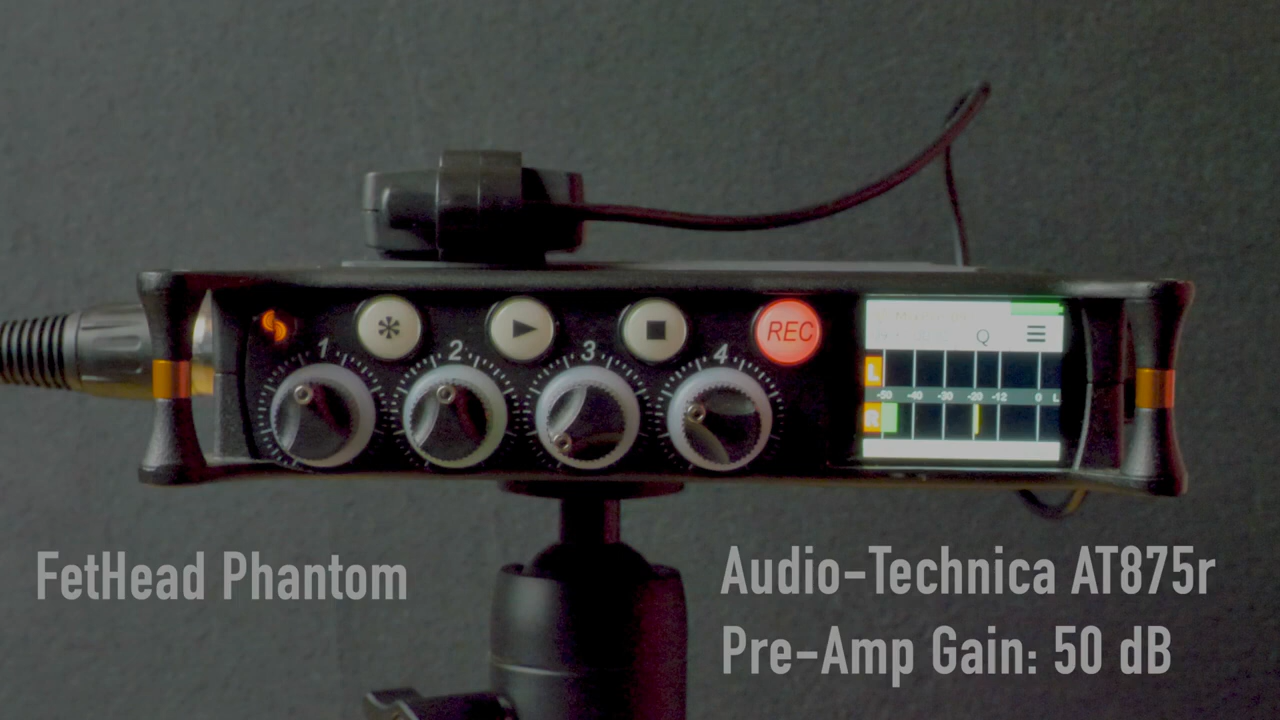 1 2 3 4
REC
Q
L
-50 -40 -30 -20 -12 0 L
R
FetHead Phantom
Audio-Technica AT875r
Pre-Amp Gain: 50 dB